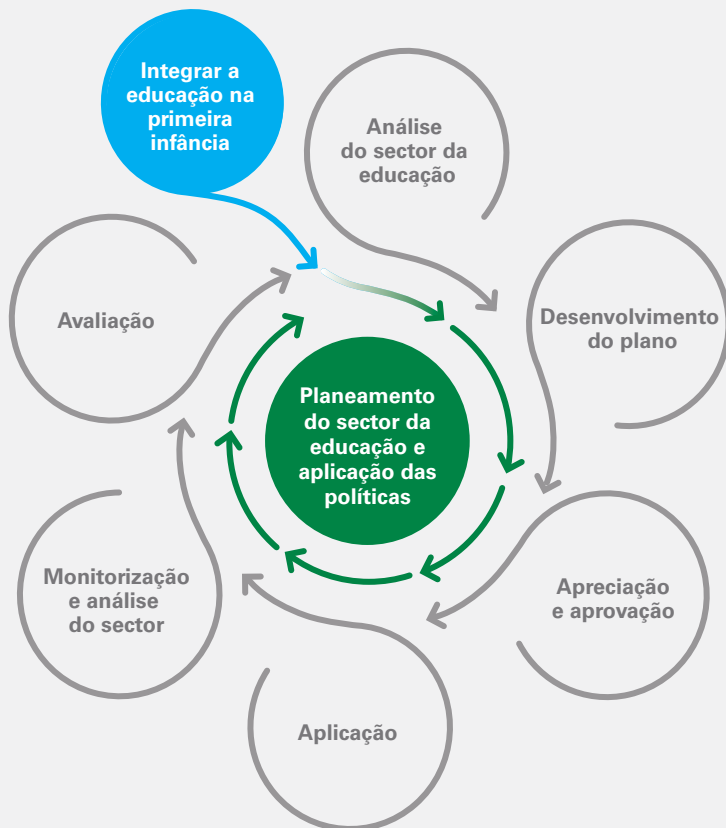 Integrar a
educação na
primeira
infância
Análise
do sector da
educação
Desenvolvimento
do plano
Apreciação
e aprovação
Aplicação
Monitorização
e análise
do sector
Avaliação
Planeamento
do sector da
educação e
aplicação das
políticas